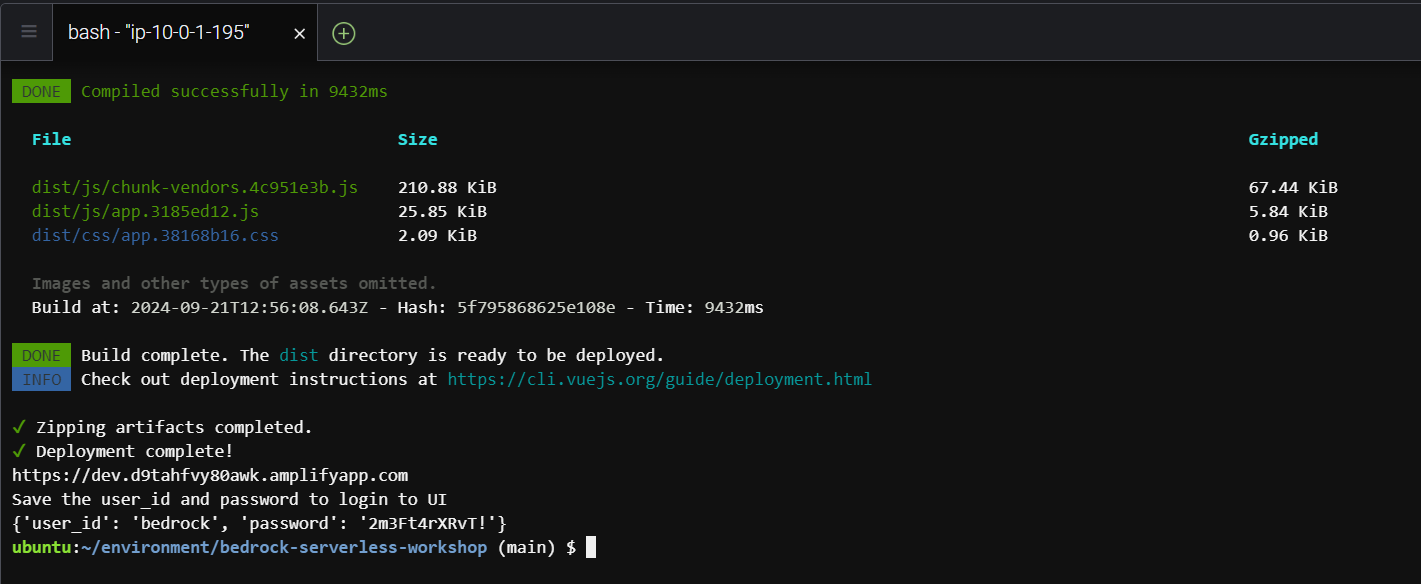 bash - "ip-10-0-1-195"
DONE Compiled successfully in 9432ms
File Size Gzipped
dist/js/chunk-vendors.4c951e3b.js 210.88 KiB 67.44 KiB
dist/js/app.3185ed12.js 25.85 KiB 5.84 KiB
dist/css/app.38168b16.css 2.09 KiB 0.96 KiB
Images and other types of assets omitted.
Build at: 2024-09-21T12:56:08.643Z - Hash: 5f795868625e108e - Time: 9432ms
DONE Build complete. The dist directory is ready to be deployed.
INFO Check out deployment instructions at https://cli.vuejs.org/guide/deployment.html
✓ Zipping artifacts completed.
✓ Deployment complete!
https://dev.d9tahfvy80awk.amplifyapp.com
Save the user_id and password to login to UI
{'user_id': 'bedrock', 'password': '2m3Ft4rXRvT!'}
ubuntu:~/environment/bedrock-serverless-workshop (main) $